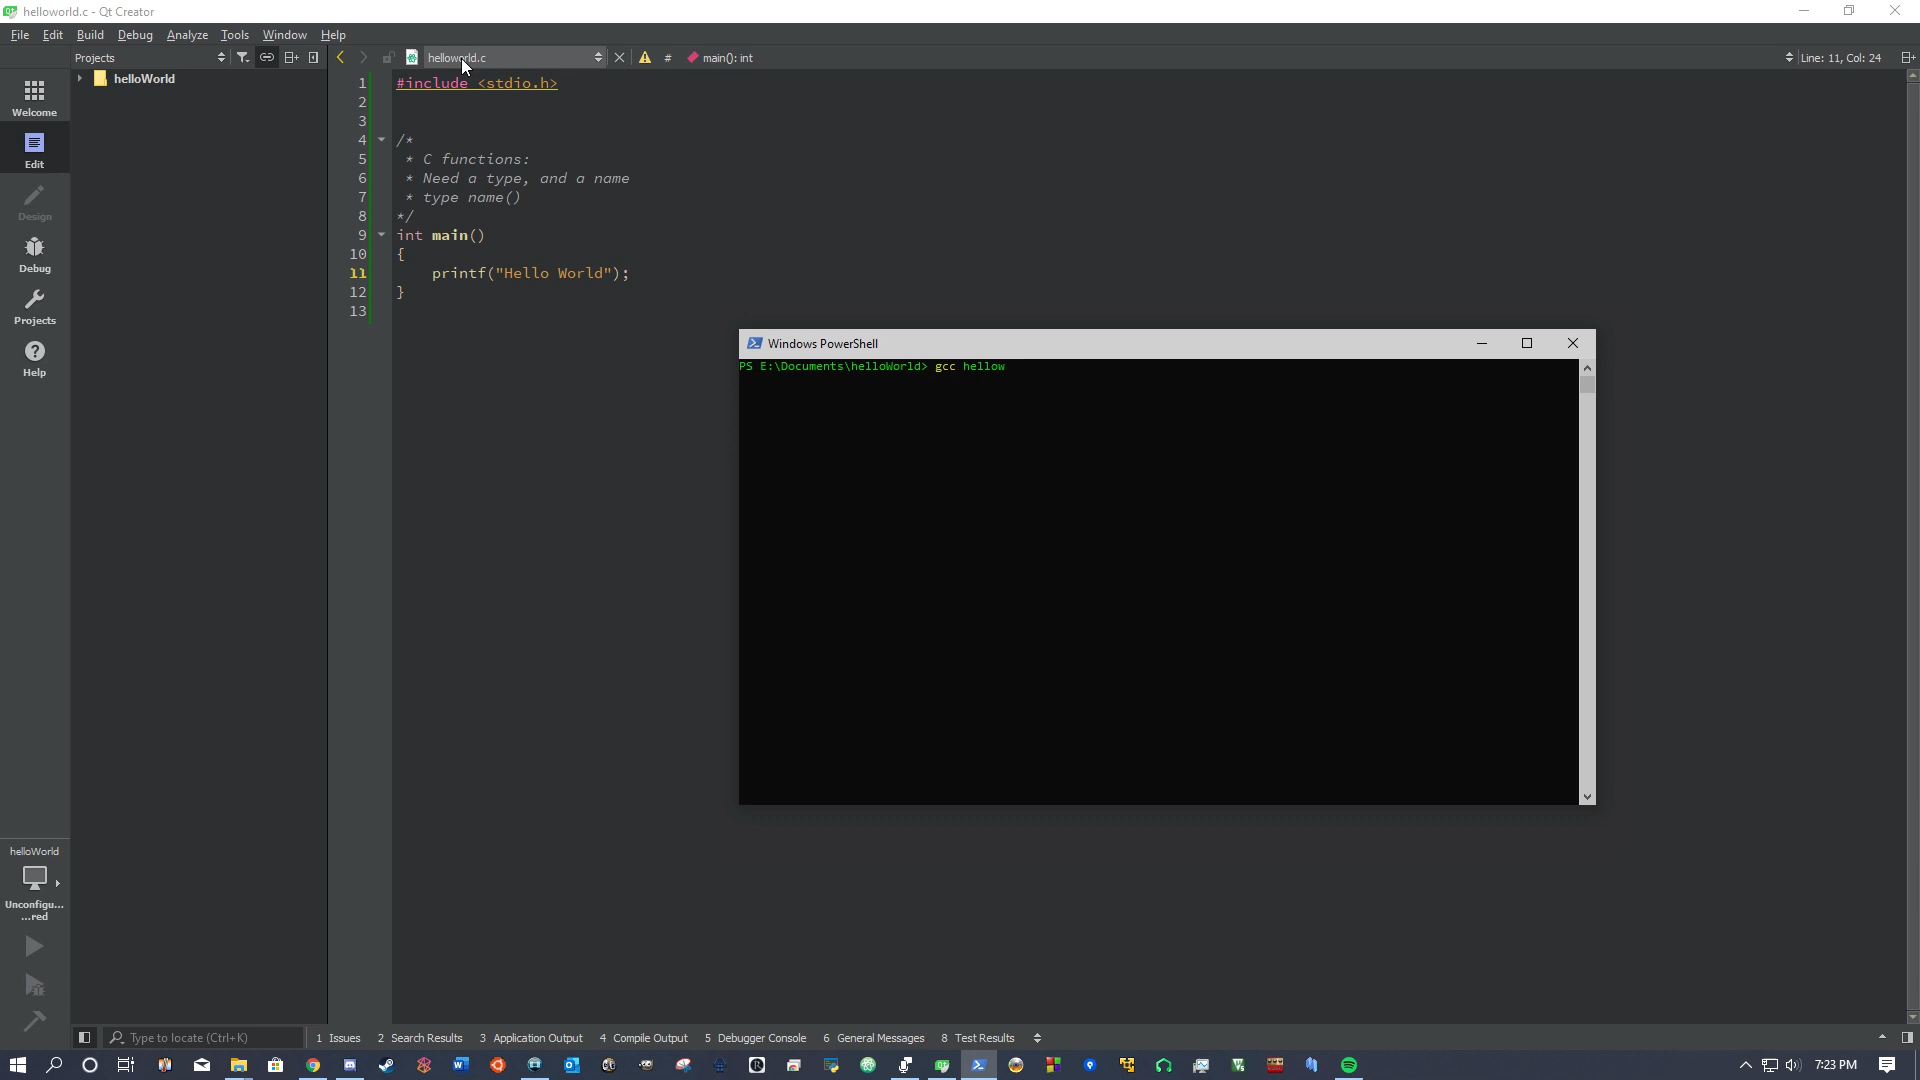 helloworld.c - Qt Creator
File Edit Build Debug Analyze Tools Window Help
Projects
helloworld.c
#
main(): int
Line: 11, Col: 24
helloWorld
Welcome
Edit
Design
Debug
Projects
Help
1 #include <stdio.h>
2
3
4 /*
5 * C functions:
6 * Need a type, and a name
7 * type name()
8 */
9 int main()
10 {
11 printf("Hello World");
12 }
13
Windows PowerShell
PS E:\Documents\helloWorld> gcc hellow
helloWorld
Unconfigu...
...red
Type to locate (Ctrl+K)
1 Issues 2 Search Results 3 Application Output 4 Compile Output 5 Debugger Console 6 General Messages 8 Test Results
7:23 PM